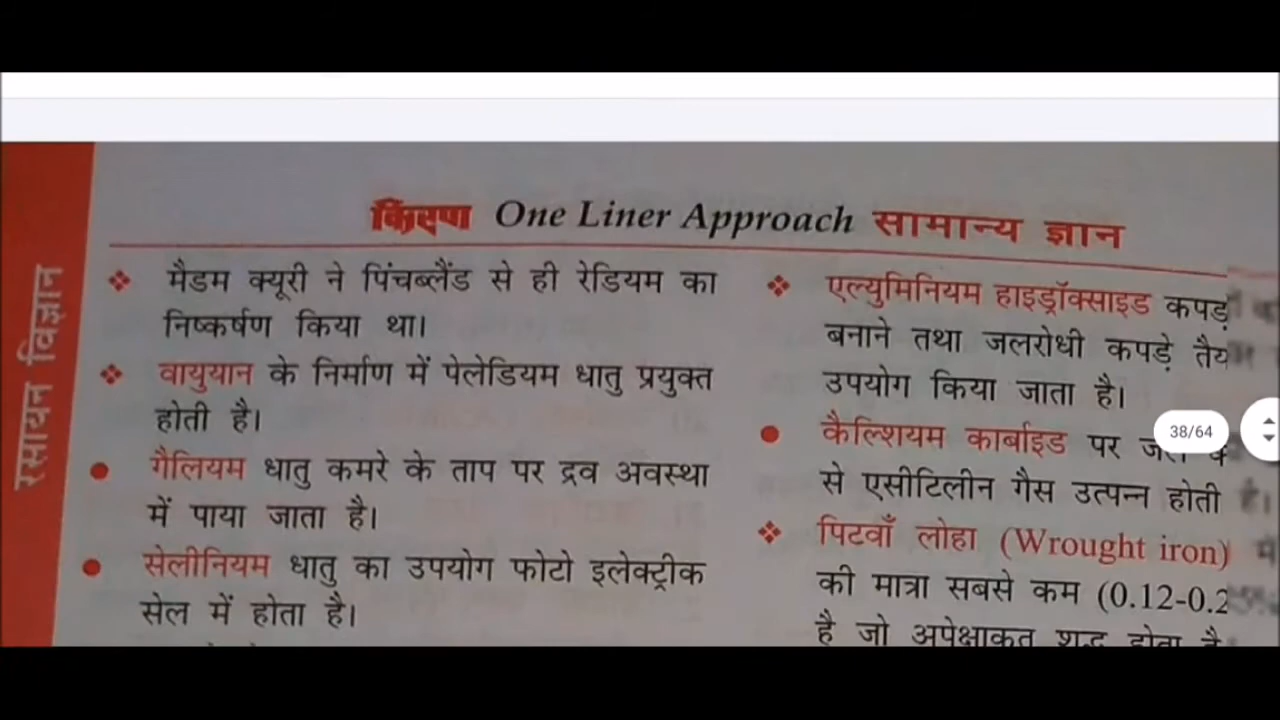 किरण One Liner Approach सामान्य ज्ञान
रसायन विज्ञान
मैडम क्यूरी ने पिंचब्लैंड से ही रेडियम का
निष्कर्षण किया था।
वायुयान के निर्माण में पेलेडियम धातु प्रयुक्त
होती है।
गैलियम धातु कमरे के ताप पर द्रव अवस्था
में पाया जाता है।
सेलीनियम धातु का उपयोग फोटो इलेक्ट्रीक
सेल में होता है।
एल्युमिनियम हाइड्रॉक्साइड
बनाने तथा जलरोधी कपड़े
उपयोग किया जाता है।
कैल्शियम कार्बाइड पर
से एसीटिलीन गैस उत्पन्न होती है।
पिटवाँ लोहा (Wrought iron) में
की मात्रा सबसे कम (0.12-0.2
है जो अपेक्षाकृत शुद्ध होता है
38/64